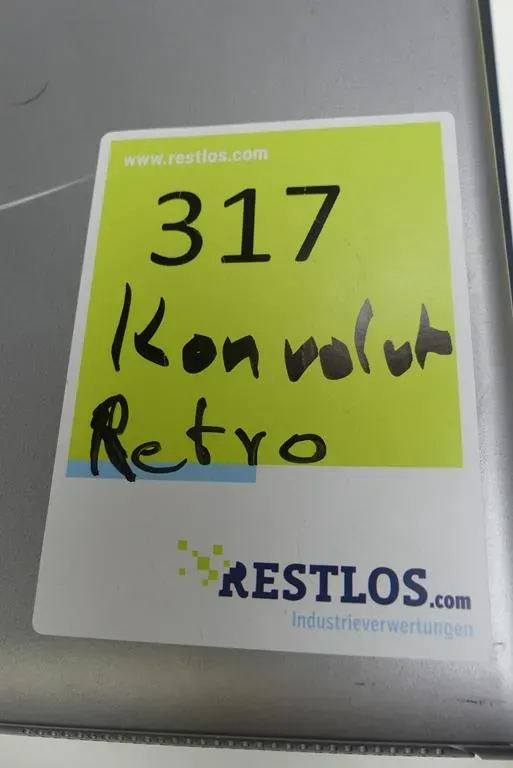 www.restlos.com
317
Konvolut
Retro
RESTLOS.com
Industrieverwertungen